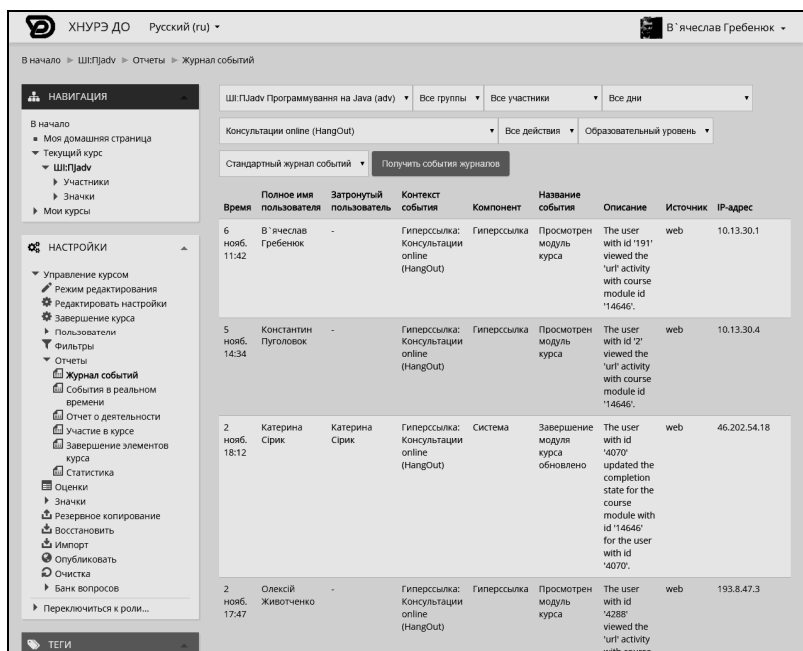 ХНУРЭ ДО Русский (ru)
В`ячеслав Гребенюк
В начало Ш:ПJadv Отчеты Журнал событий
НАВИГАЦИЯ
В начало
Моя домашняя страница
Текущий курс
ШІ:ПJadv
Участники
Значки
Мои курсы
НАСТРОЙКИ
Управление курсом
Режим редактирования
Редактировать настройки
Завершение курса
Пользователи
Фильтры
Отчеты
Журнал событий
События в реальном
времени
Отчет о деятельности
Участие в курсе
Завершение элементов
курса
Статистика
Оценки
Значки
Резервное копирование
Восстановить
Импорт
Опубликовать
Очистка
Банк вопросов
Переключиться к роли...
ТЕГИ
ШІ:ПJadv Программування на Java (adv) Все группы Все участники Все дни
Консультации online (HangOut) Все действия Образовательный уровень
Стандартный журнал событий Получить события журналов
Время Полное имя пользователя Затронутый пользователь Контекст события Компонент Название события Описание Источник IP-адрес
6 В`ячеслав - Гиперссылка: Гиперссылка Просмотрен The user web 10.13.30.1
нояб. Гребенюк Консультации модуль with id '191'
11:42 online курса viewed the
(HangOut) 'url' activity
with course
module id
'14646'.
5 Константин - Гиперссылка: Гиперссылка Просмотрен The user web 10.13.30.4
нояб. Пуголовок Консультации модуль with id '2'
14:34 online курса viewed the
(HangOut) 'url' activity
with course
module id
'14646'.
2 Катерина Катерина Гиперссылка: Система Завершение The user web 46.202.54.18
нояб. Сірик Сірик Консультации модуля with id
18:12 online курса '4070'
(HangOut) обновлено updated the
completion
state for the
course
module with
id '14646'
for the user
with id
'4070'.
2 Олексій - Гиперссылка: Гиперссылка Просмотрен The user web 193.8.47.3
нояб. Животченко Консультации модуль with id
17:47 online курса '4288'
(HangOut) viewed the
'url' activity
with course